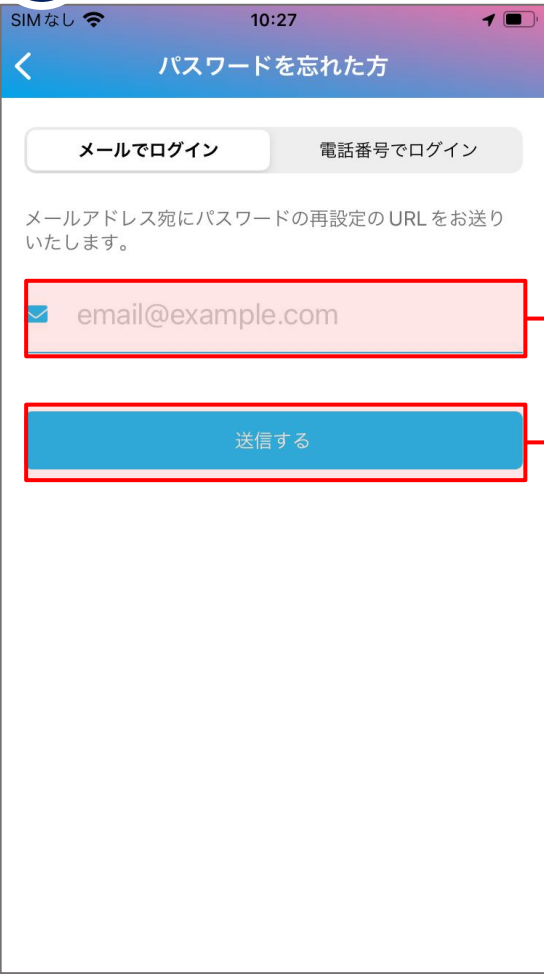 SIMなし 10:27
パスワードを忘れた方
メールでログイン 電話番号でログイン
メールアドレス宛にパスワードの再設定のURLをお送り
いたします。
email@example.com
送信する